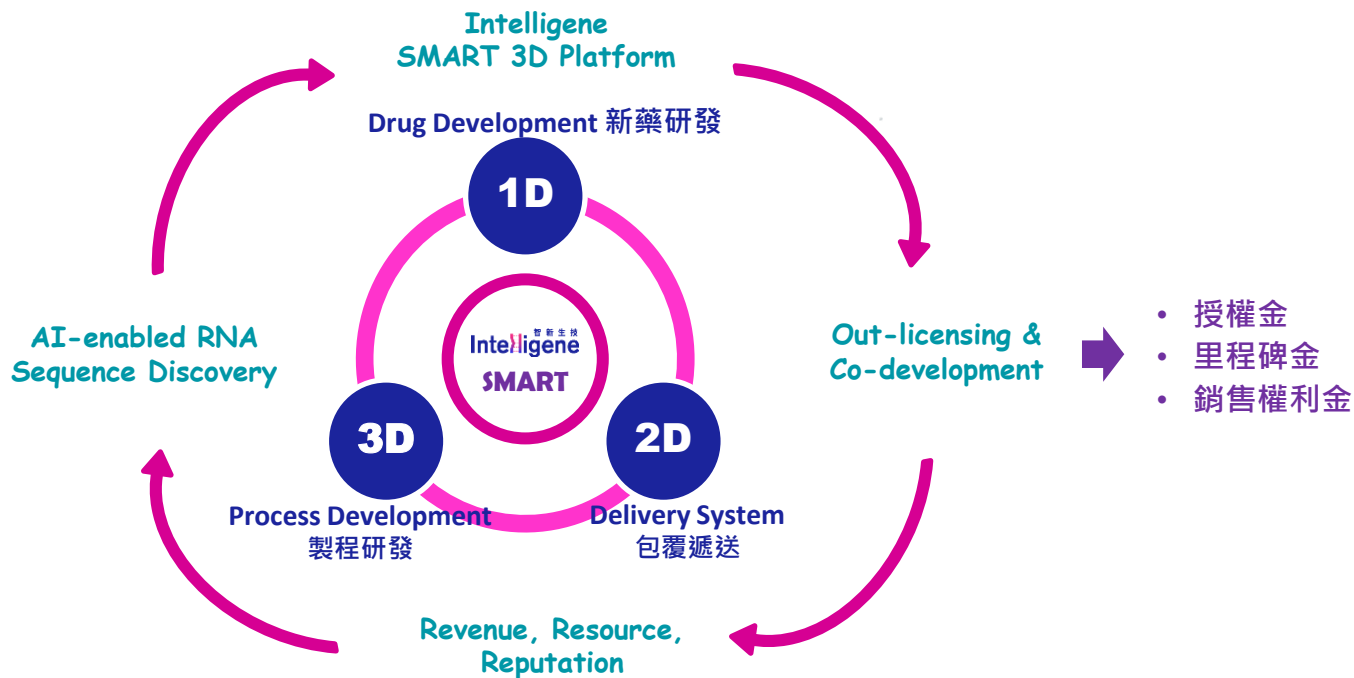 Intelligene
SMART 3D Platform
Drug Development 新藥研發
1D
智新生技
Intelligene
SMART
3D
2D
Process Development
製程研發
Delivery System
包覆遞送
AI-enabled RNA
Sequence Discovery
Out-licensing &
Co-development
• 授權金
• 里程碑金
• 銷售權利金
Revenue, Resource,
Reputation